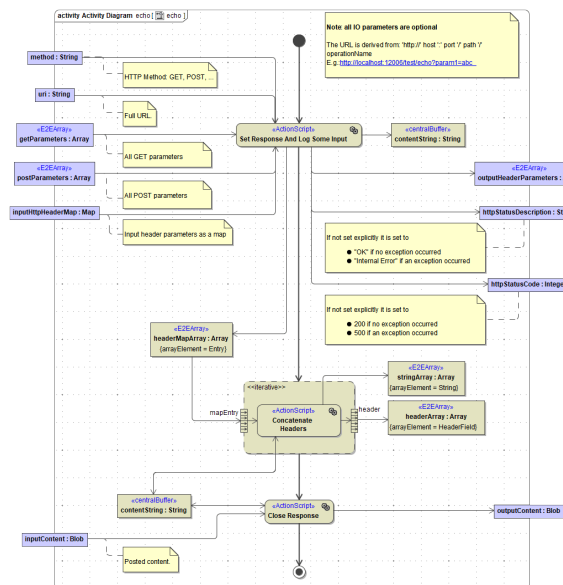 activity Activity Diagram echo [ echo ]
Note: all IO parameters are optional
The URL is derived from: 'http://' host ':' port '/' path '/'
operationName
E.g.:http://localhost:12006/test/echo?param1=abc
method : String
HTTP Method: GET, POST, ...
uri : String
Full URL.
«E2EArray»
getParameters : Array
All GET parameters
«ActionScript»
Set Response And Log Some Input
«centralBuffer»
contentString : String
«E2EArray»
postParameters : Array
All POST parameters
«E2EArray»
outputHeaderParameters :
inputHttpHeaderMap : Map
Input header parameters as a map
httpStatusDescription : St
If not set explicitly it is set to
● "OK" if no exception occurred
● "Internal Error" if an exception occurred
httpStatusCode : Integer
If not set explicitly it is set to
● 200 if no exception occurred
● 500 if an exception occurred
«E2EArray»
headerMapArray : Array
{arrayElement = Entry}
<<iterative>>
mapEntry
«ActionScript»
Concatenate
Headers
header
«E2EArray»
stringArray : Array
{arrayElement = String}
«E2EArray»
headerArray : Array
{arrayElement = HeaderField}
«centralBuffer»
contentString : String
«ActionScript»
Close Response
outputContent : Blob
inputContent : Blob
Posted content.